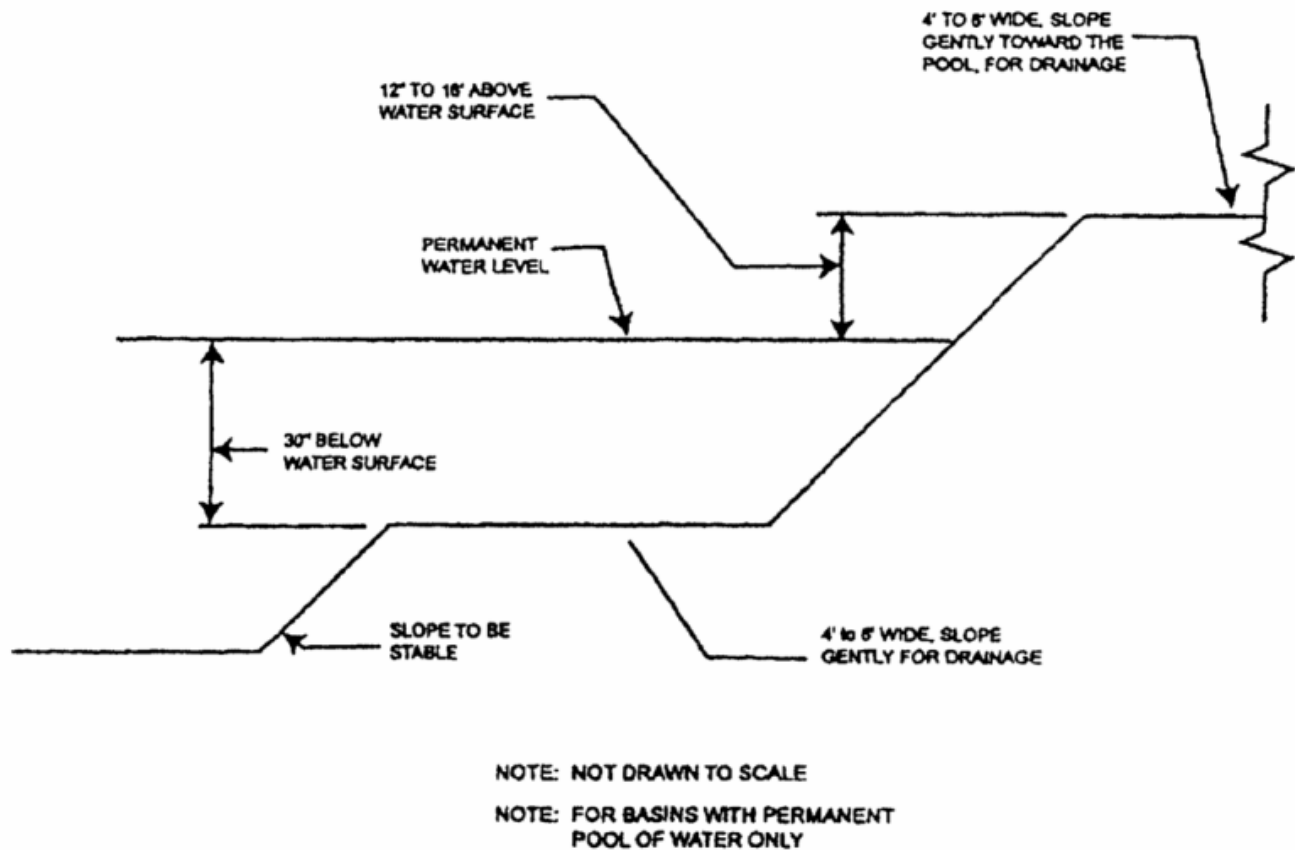 4' TO 6' WIDE, SLOPE
GENTLY TOWARD THE
POOL, FOR DRAINAGE
12" TO 18" ABOVE
WATER SURFACE
PERMANENT
WATER LEVEL
30" BELOW
WATER SURFACE
SLOPE TO BE
STABLE
4' to 6' WIDE, SLOPE
GENTLY FOR DRAINAGE
NOTE: NOT DRAWN TO SCALE
NOTE: FOR BASINS WITH PERMANENT
POOL OF WATER ONLY